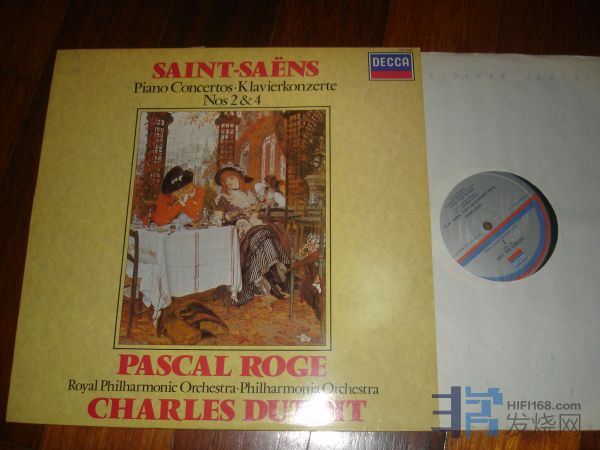 DECCA
SAINT-SAËNS
Piano Concertos·Klavierkonzerte
Nos 2 & 4
PASCAL ROGE
Royal Philharmonic Orchestra·Philharmonia Orchestra
CHARLES DUTOIT
DECCA
HIFI168.com
发烧网